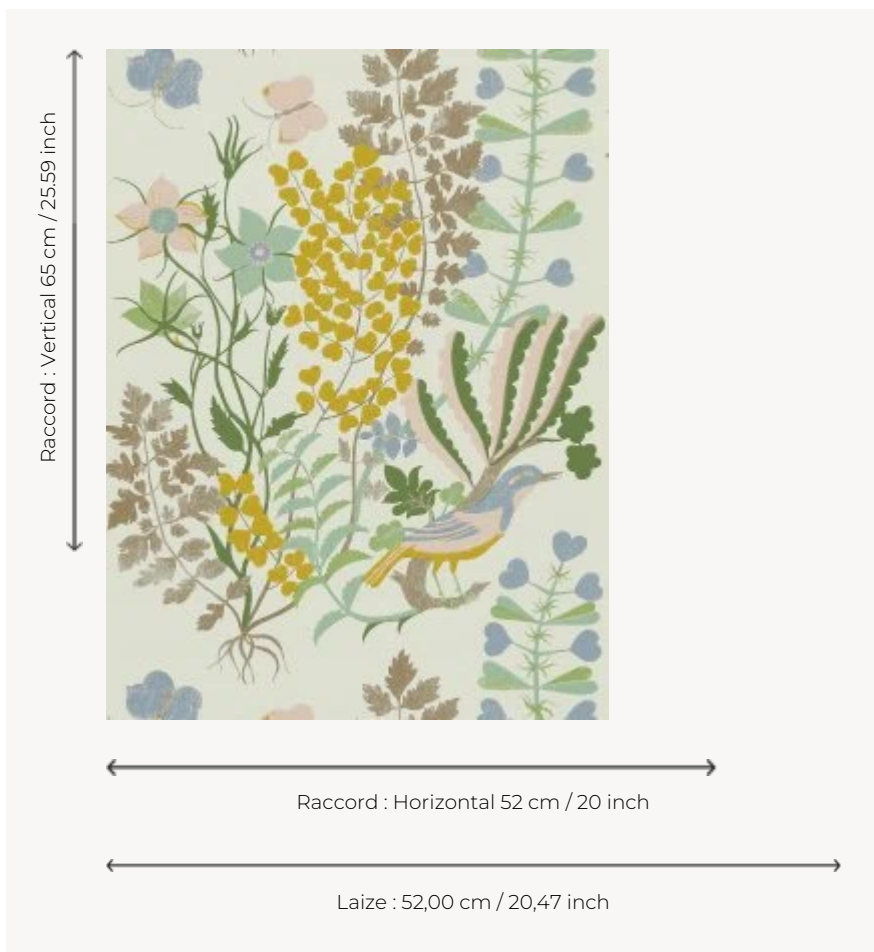 Raccord : Vertical 65 cm / 25.59 inch
Raccord : Horizontal 52 cm / 20 inch
Laize : 52,00 cm / 20,47 inch